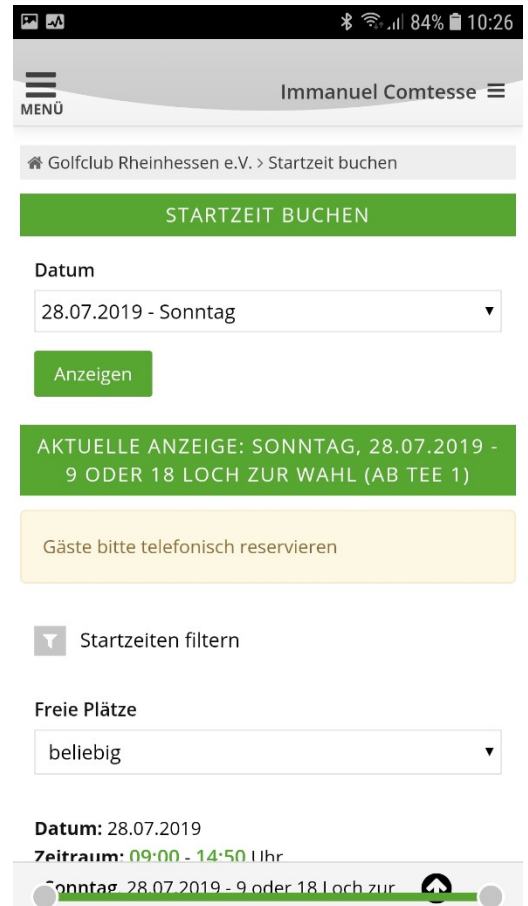 84% 10:26
MENÜ
Immanuel Comtesse
Golfclub Rheinhessen e.V. > Startzeit buchen
STARTZEIT BUCHEN
Datum
28.07.2019 - Sonntag
Anzeigen
AKTUELLE ANZEIGE: SONNTAG, 28.07.2019 -
9 ODER 18 LOCH ZUR WAHL (AB TEE 1)
Gäste bitte telefonisch reservieren
Startzeiten filtern
Freie Plätze
beliebig
Datum: 28.07.2019
Zeitraum: 09:00 - 14:50 Uhr
Sonntag, 28.07.2019 - 9 oder 18 Loch zur